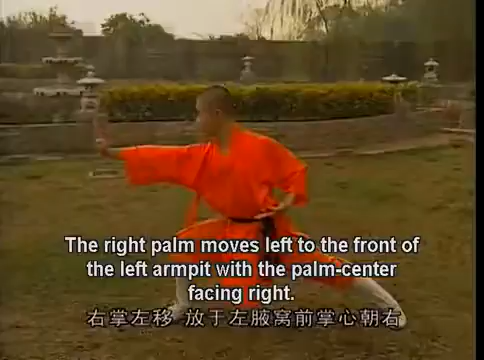 The right palm moves left to the front of
the left armpit with the palm-center
facing right.
右掌左移 放于左腋窝前掌心朝右